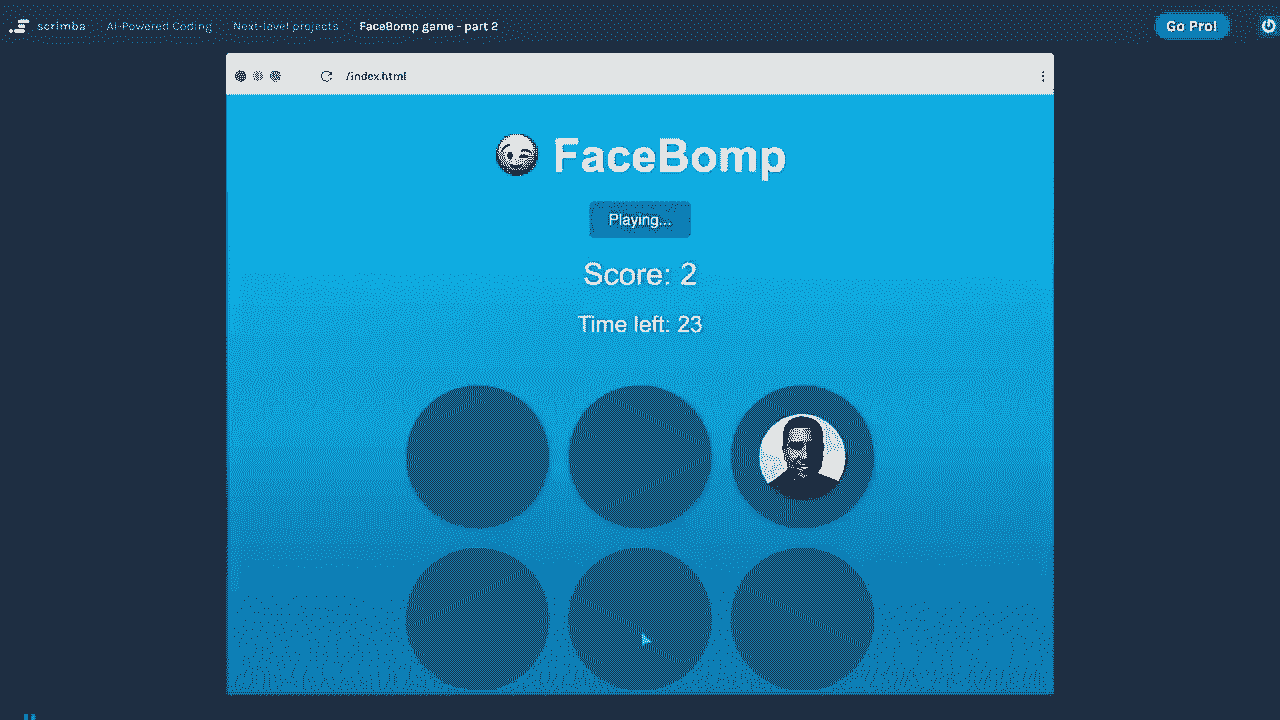 scrimba AI-Powered Coding Next-level projects FaceBomp game - part 2 Go Pro!
/index.html
FaceBomp
Playing...
Score: 2
Time left: 23